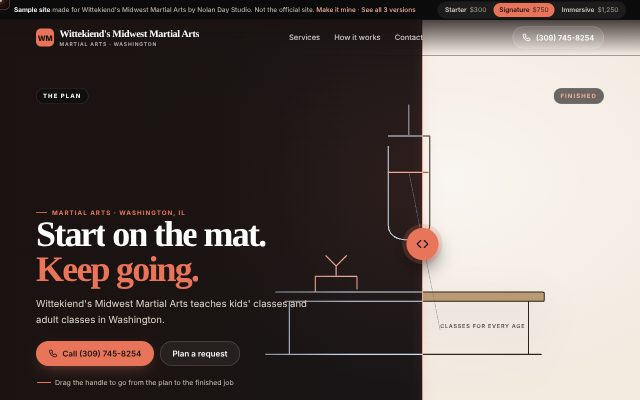 Sample site made for Wittekiend's Midwest Martial Arts by Nolan Day Studio. Not the official site. Make it mine · See all 3 versions
Starter $300 Signature $750 Immersive $1,250
WM Wittekiend's Midwest Martial Arts
MARTIAL ARTS · WASHINGTON
Services How it works Contact
(309) 745-8254
THE PLAN
FINISHED
MARTIAL ARTS · WASHINGTON, IL
Start on the mat.
Keep going.
Wittekiend's Midwest Martial Arts teaches kids' classes and
adult classes in Washington.
CLASSES FOR EVERY AGE
Call (309) 745-8254 Plan a request
Drag the handle to go from the plan to the finished job